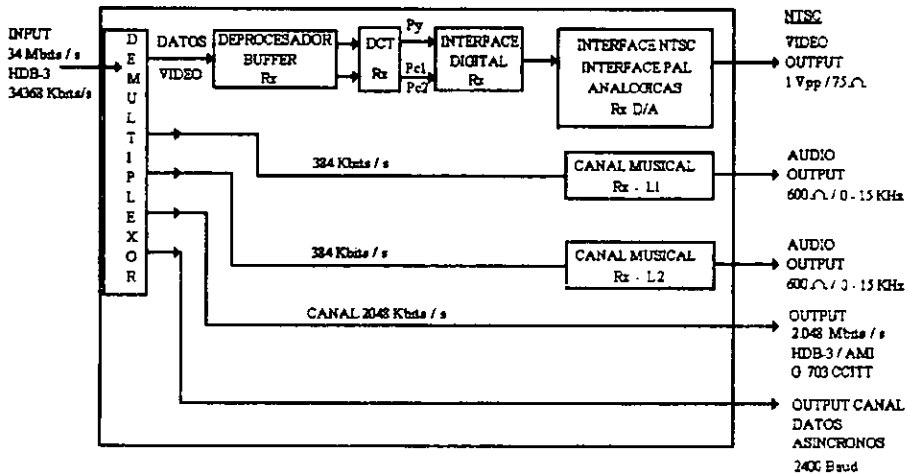 INPUT
34 Mbits / s
HDB-3
34368 Kbits/s
DEMULTIPLEXOR
DATOS
VIDEO
DEPROCESADOR
BUFFER
Rx
DCT
Rx
Py
Pc1
Pc2
INTERFACE
DIGITAL
Rx
INTERFACE NTSC
INTERFACE PAL
ANALOGICAS
Rx D/A
NTSC
VIDEO
OUTPUT
1 Vpp / 75 Ω
384 Kbits / s
CANAL MUSICAL
Rx - L1
AUDIO
OUTPUT
600 Ω / 0 - 15 KHz
384 Kbits / s
CANAL MUSICAL
Rx - L2
AUDIO
OUTPUT
600 Ω / 0 - 15 KHz
CANAL 2048 Kbits / s
OUTPUT
2.048 Mbits / s
HDB-3 / AMI
G 703 CCITT
OUTPUT CANAL
DATOS
ASINCRONOS
2400 Baud